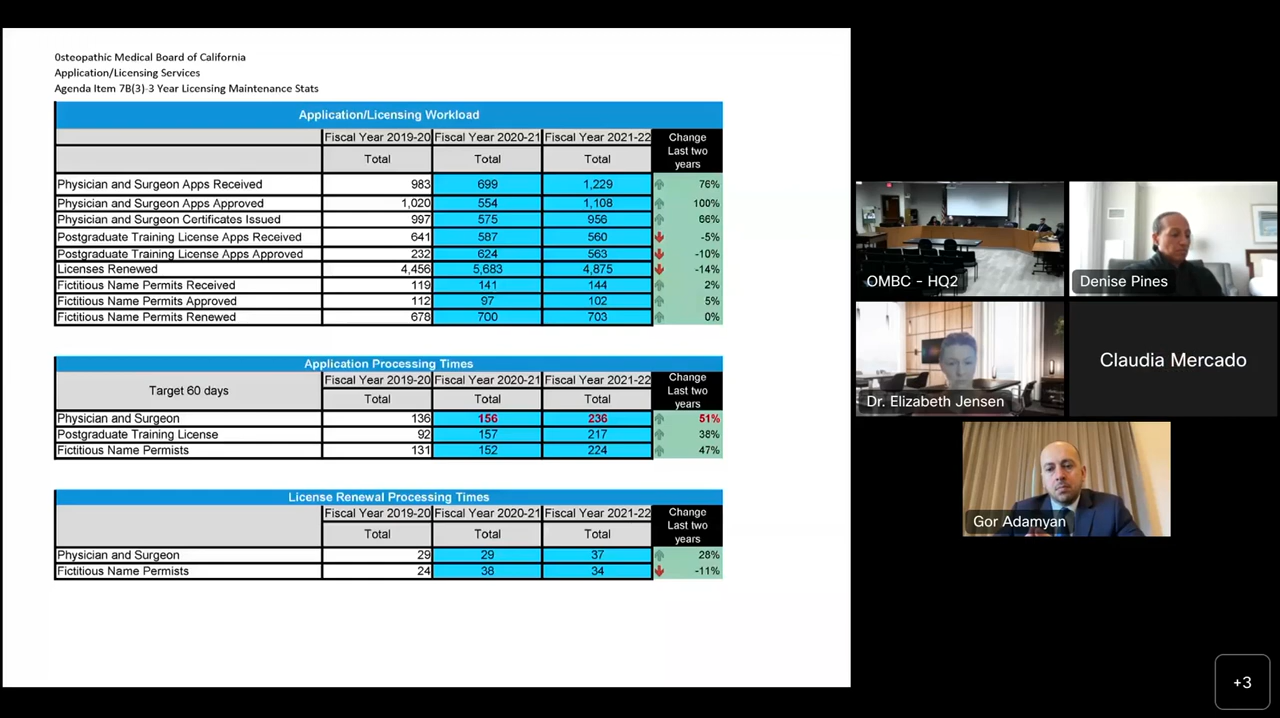 0steopathic Medical Board of California
Application/Licensing Services
Agenda Item 7B(3)-3 Year Licensing Maintenance Stats
Application/Licensing Workload
Fiscal Year 2019-20 Fiscal Year 2020-21 Fiscal Year 2021-22 Change Last two years
Total Total Total
Physician and Surgeon Apps Received 983 699 1,229 76%
Physician and Surgeon Apps Approved 1,020 554 1,108 100%
Physician and Surgeon Certificates Issued 997 575 956 66%
Postgraduate Training License Apps Received 641 587 560 -5%
Postgraduate Training License Apps Approved 232 624 563 -10%
Licenses Renewed 4,456 5,683 4,875 -14%
Fictitious Name Permits Received 119 141 144 2%
Fictitious Name Permits Approved 112 97 102 5%
Fictitious Name Permits Renewed 678 700 703 0%
Application Processing Times
Target 60 days Fiscal Year 2019-20 Fiscal Year 2020-21 Fiscal Year 2021-22 Change Last two years
Total Total Total
Physician and Surgeon 136 156 236 51%
Postgraduate Training License 92 157 217 38%
Fictitious Name Permists 131 152 224 47%
License Renewal Processing Times
Fiscal Year 2019-20 Fiscal Year 2020-21 Fiscal Year 2021-22 Change Last two years
Total Total Total
Physician and Surgeon 29 29 37 28%
Fictitious Name Permists 24 38 34 -11%
OMBC - HQ2
Denise Pines
Dr. Elizabeth Jensen
Claudia Mercado
Gor Adamyan
+3